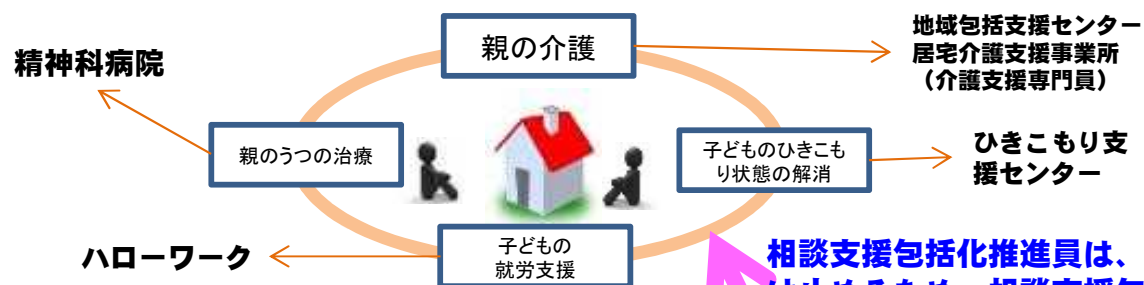 親の介護
地域包括支援センター
居宅介護支援事業所
（介護支援専門員）
精神科病院
親のうつの治療
子どものひきこも
り状態の解消
ひきこもり支
援センター
ハローワーク
子どもの
就労支援
相談支援包括化推進員は、